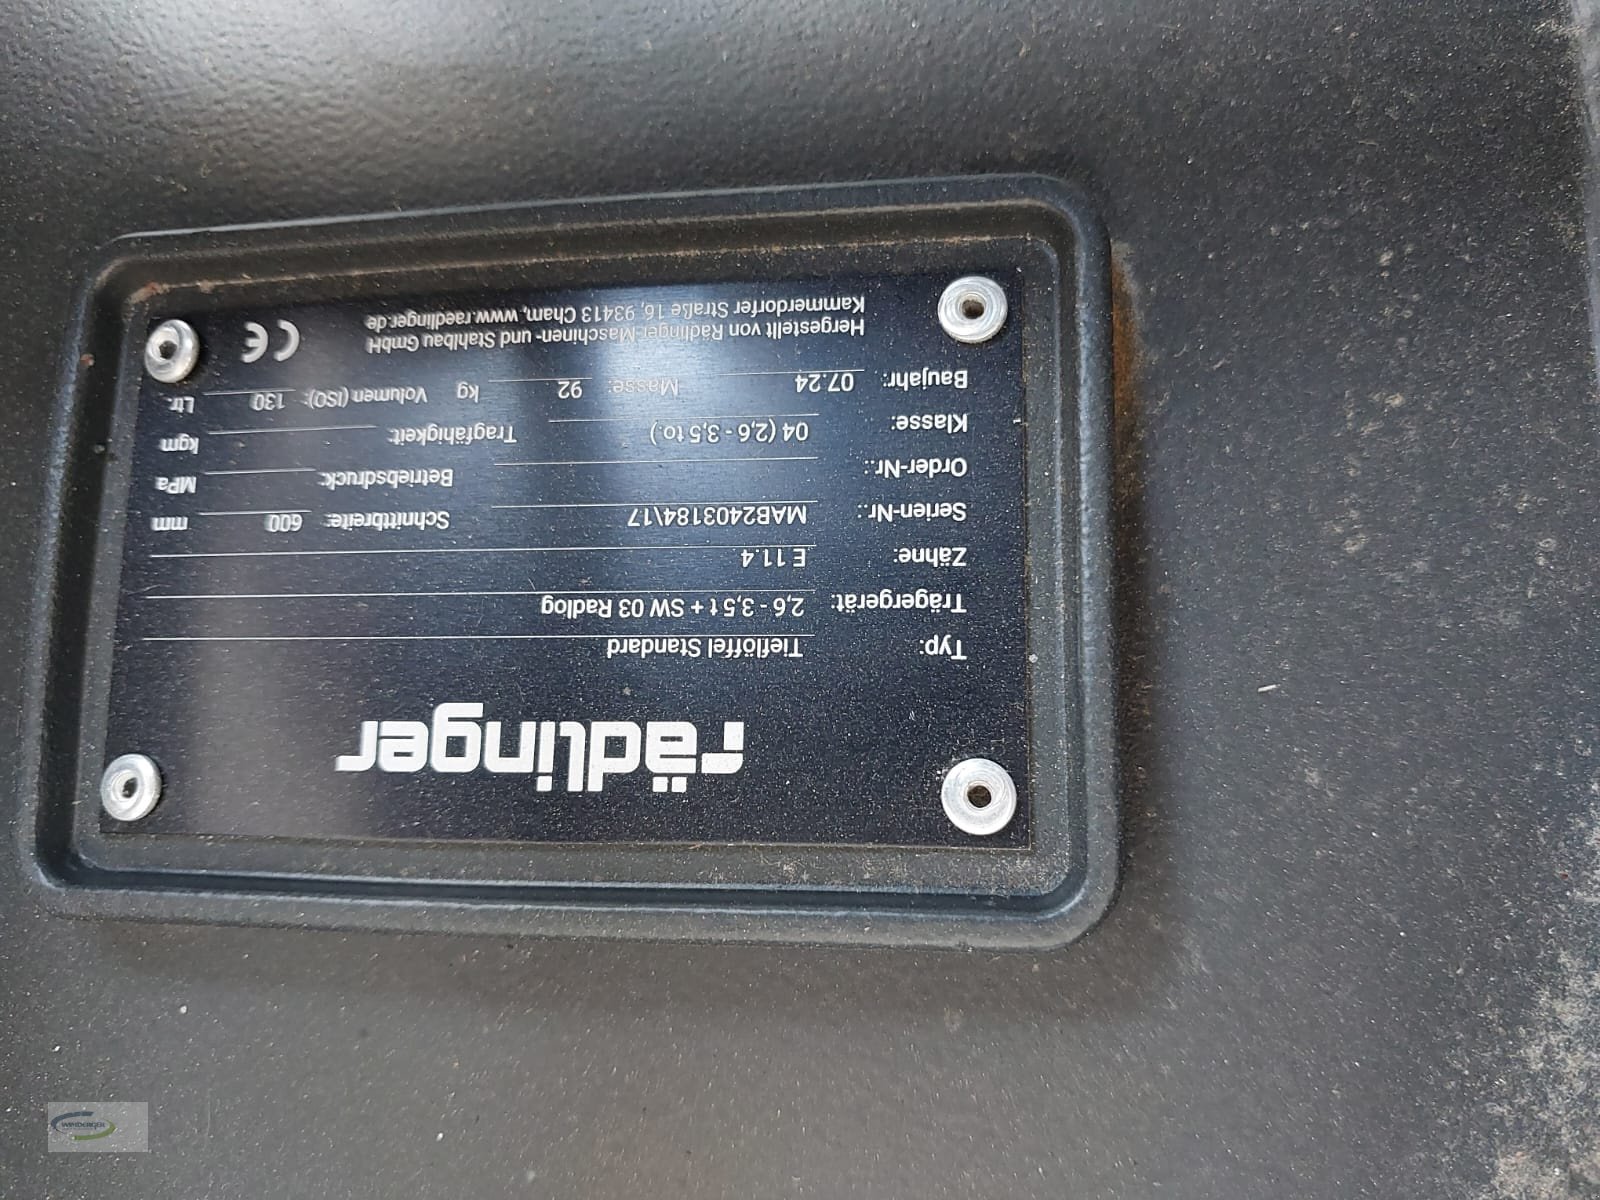 rädlinger
Typ: Tieflöffel Standard
Trägergerät: 2,6 - 3,5 t + SW 03 Radlog
Zähne: E 11.4
Serien-Nr.: MAB2403184\17 Schnittbreite: 600 mm
Order-Nr.: Betriebsdruck: MPa
Klasse: 04 (2,6 - 3,5 to.) Tragfähigkeit: kgm
Baujahr: 07.24 Masse: 92 kg Volumen (ISO): 130 Ltr.
Hergestellt von Rädlinger Maschinen- und Stahlbau GmbH
Kammerdorfer Straße 16, 93413 Cham, www.raedlinger.de
CE
WIMBERGER